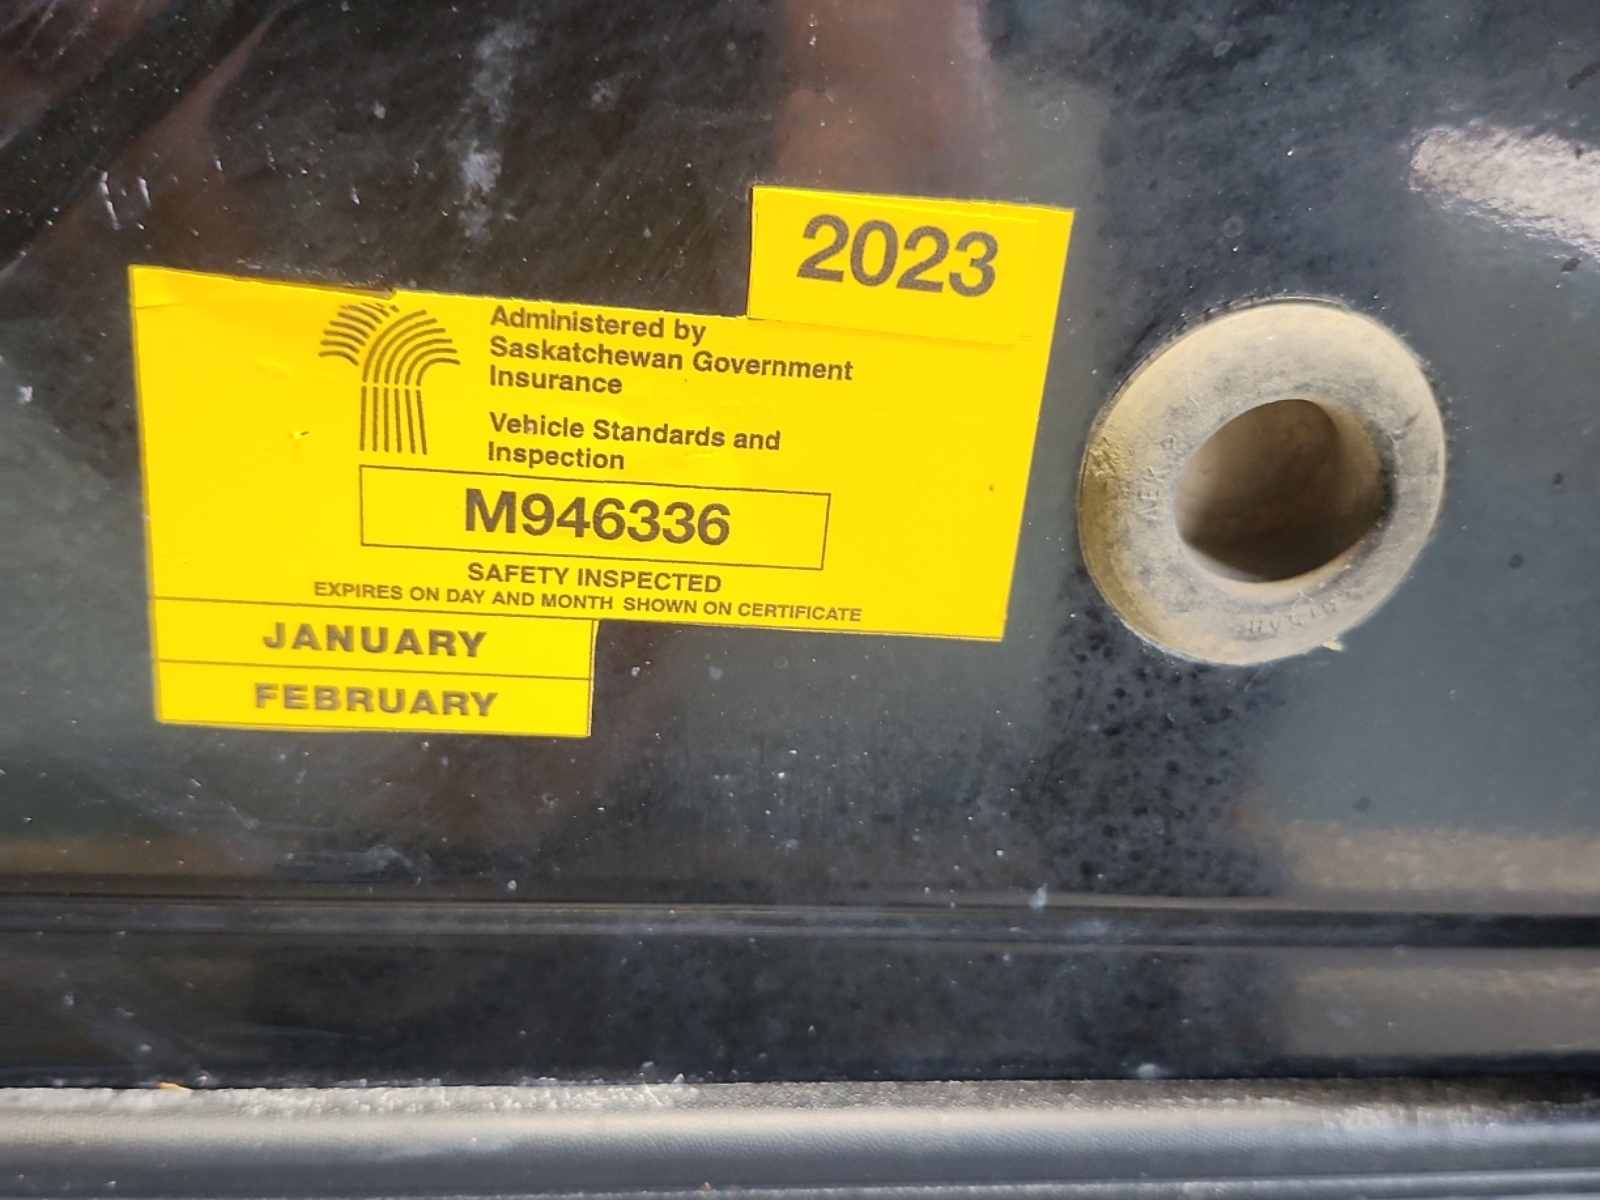 2023
Administered by
Saskatchewan Government
Insurance
Vehicle Standards and
Inspection
M946336
SAFETY INSPECTED
EXPIRES ON DAY AND MONTH SHOWN ON CERTIFICATE
JANUARY
FEBRUARY